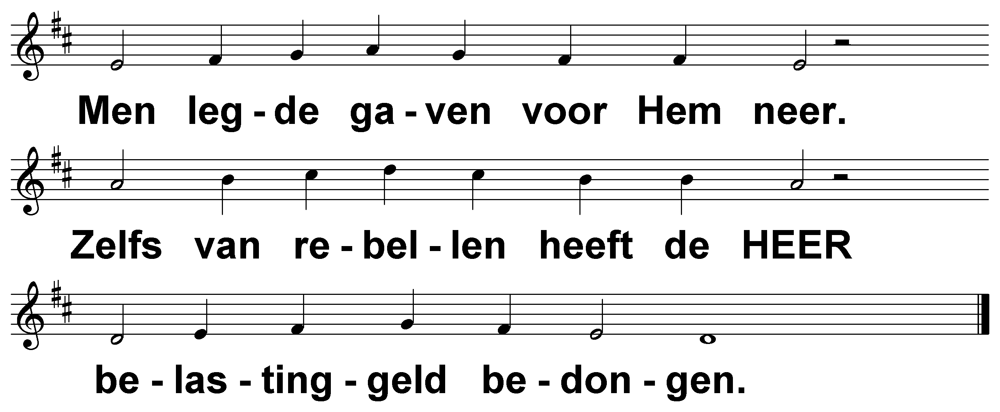 Men leg - de ga - ven voor Hem neer.
Zelfs van re - bel - len heeft de HEER
be - las - ting - geld be - don - gen.